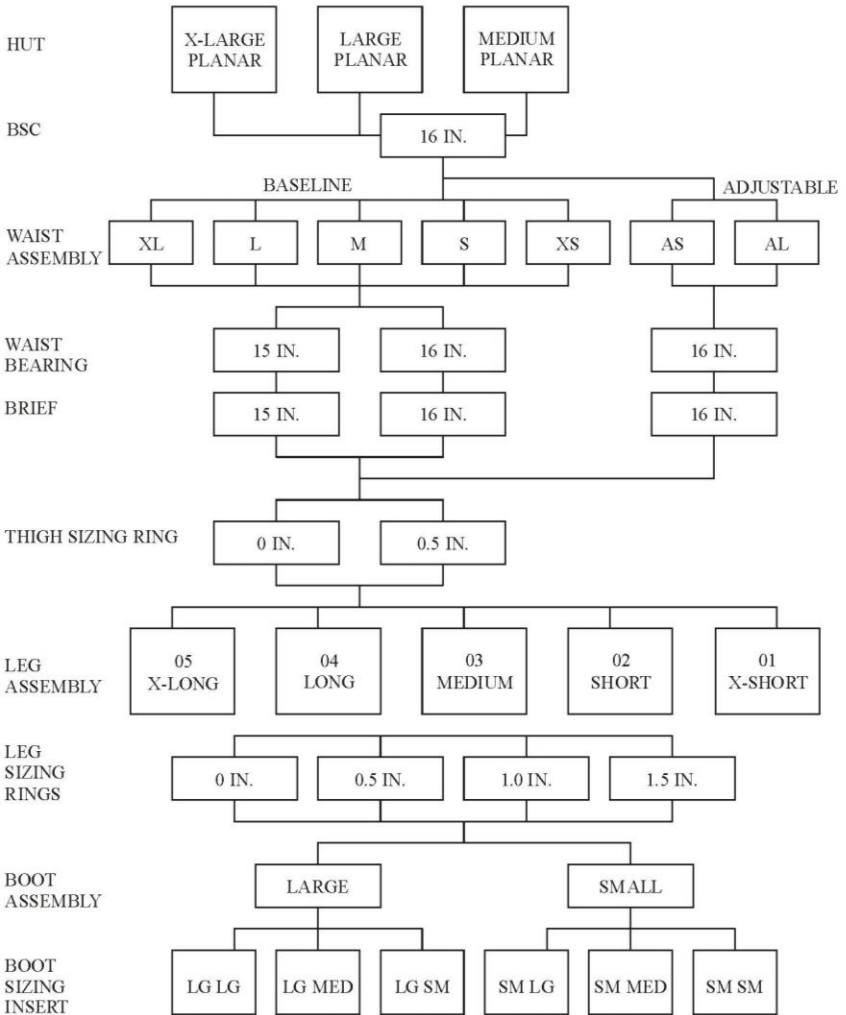 HUT
X-LARGE
PLANAR
LARGE
PLANAR
MEDIUM
PLANAR
BSC
16 IN.
BASELINE
ADJUSTABLE
WAIST
ASSEMBLY
XL
L
M
S
XS
AS
AL
WAIST
BEARING
15 IN.
16 IN.
16 IN.
BRIEF
15 IN.
16 IN.
16 IN.
THIGH SIZING RING
0 IN.
0.5 IN.
LEG
ASSEMBLY
05
X-LONG
04
LONG
03
MEDIUM
02
SHORT
01
X-SHORT
LEG
SIZING
RINGS
0 IN.
0.5 IN.
1.0 IN.
1.5 IN.
BOOT
ASSEMBLY
LARGE
SMALL
BOOT
SIZING
INSERT
LG LG
LG MED
LG SM
SM LG
SM MED
SM SM